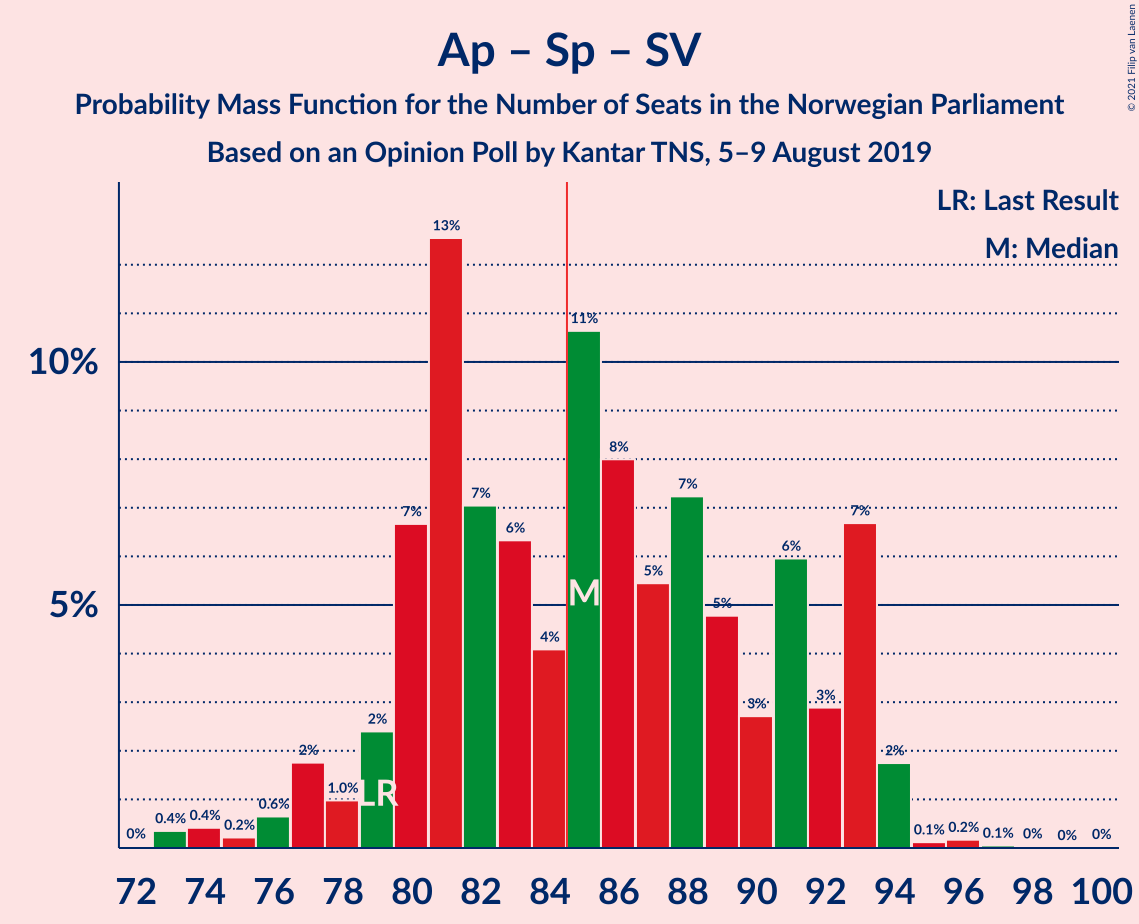 Ap – Sp – SV
Probability Mass Function for the Number of Seats in the Norwegian Parliament
Based on an Opinion Poll by Kantar TNS, 5–9 August 2019
© 2021 Filip van Laenen
LR: Last Result
M: Median
10%
5%
0% 0.4% 0.4% 0.2% 0.6% 2% 1.0% 2% 7% 13% 7% 6% 4% 11% 8% 5% 7% 5% 3% 6% 3% 7% 2% 0.1% 0.2% 0.1% 0% 0% 0%
LR
M
72 74 76 78 80 82 84 86 88 90 92 94 96 98 100